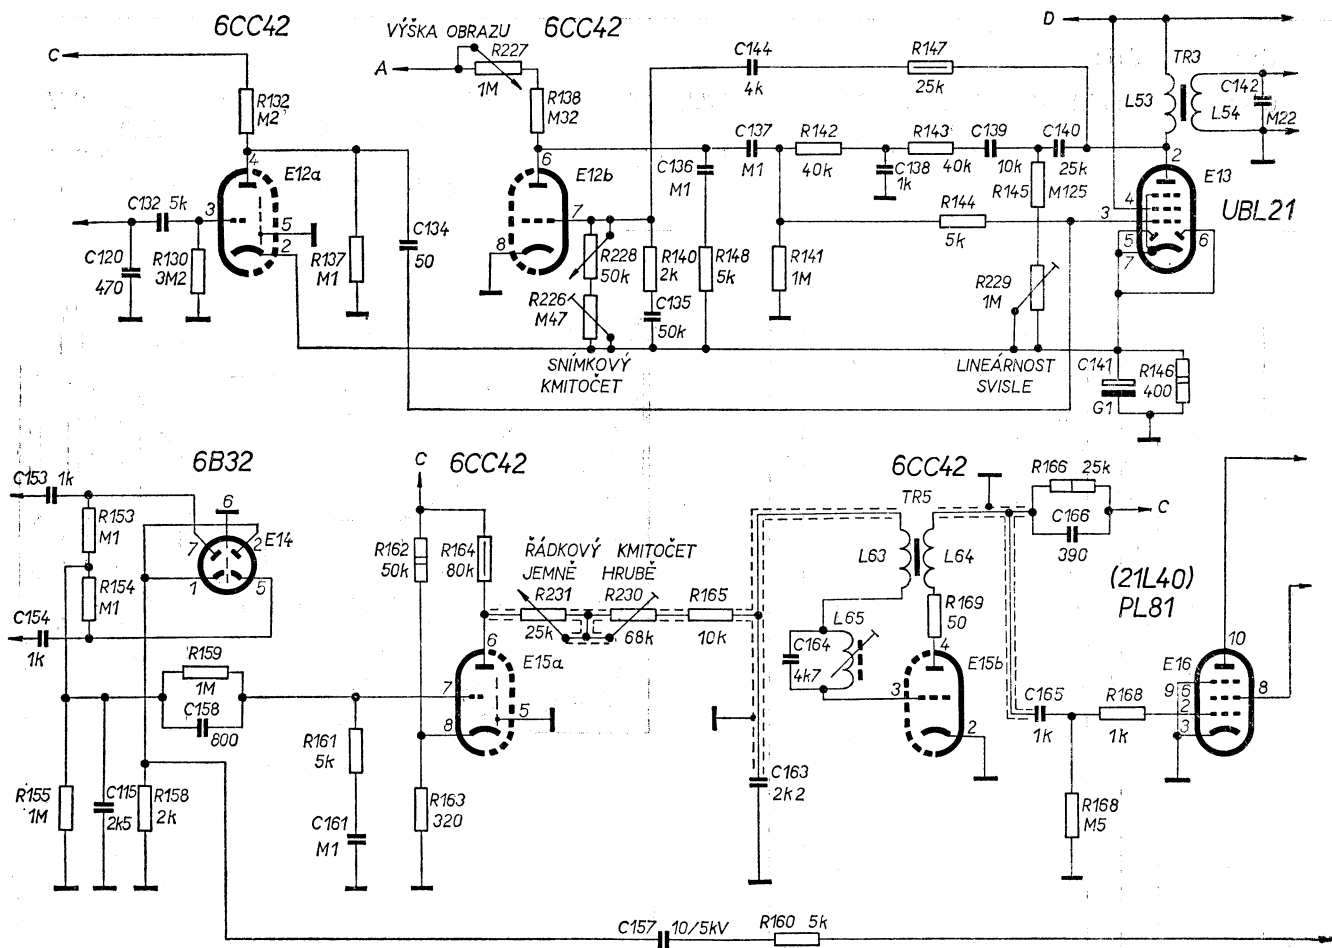 6CC42
VÝŠKA OBRAZU
6CC42
D
C
A
R227
1M
C144
4k
R147
25k
TR3
L53
L54
C142
M22
R132
M2
R138
M32
4
E12a
6
E12b
C136
M1
C137
M1
R142
40k
C138
1k
R143
40k
C139
10k
C140
25k
R145
M125
2
E13
UBL21
C132 5k
3
5
2
7
8
R144
5k
3
4
5
7
6
C120
470
R130
3M2
R137
M1
C134
50
R228
50k
R140
2k
R148
5k
R141
1M
R229
1M
R226
M47
C135
50k
SNÍMKOVÝ
KMITOČET
LINEÁRNOST
SVISLE
C141
G1
R146
400
6B32
C
6CC42
6CC42
C153 1k
6
R153
M1
7
2
E14
1
5
R154
M1
C154
1k
R162
50k
R164
80k
ŘÁDKOVÝ KMITOČET
JEMNĚ HRUBĚ
R231
25k
R230
68k
R165
10k
TR5
L63
L64
R166 25k
C166
390
C
(21L40)
PL81
R169
50
L65
C164
4k7
4
E15b
3
2
R159
1M
C158
800
6
E15a
7
5
8
R161
5k
C161
M1
R163
320
C163
2k2
C165
1k
R168
1k
R168
M5
10
E16
9
6
2
3
8
R155
1M
C115
2k5
R158
2k
C157 10/5kV
R160 5k